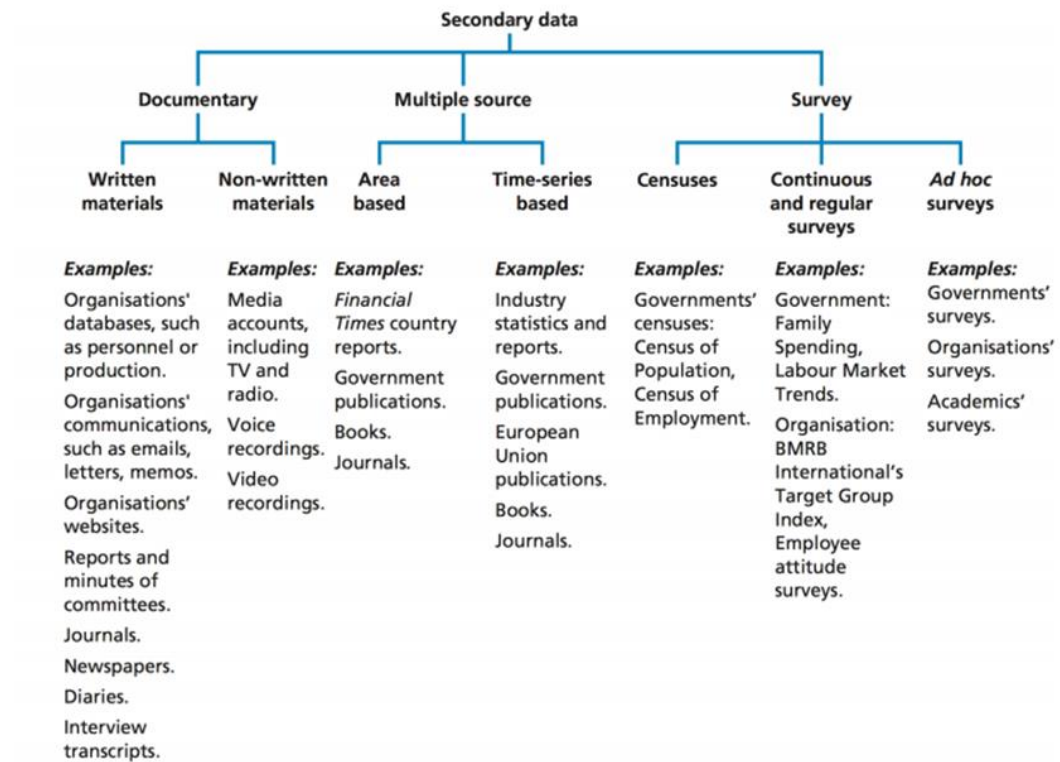 Secondary data
Documentary
Multiple source
Survey
Written
materials
Non-written
materials
Area
based
Time-series
based
Censuses
Continuous
and regular
surveys
Ad hoc
surveys
Examples:
Organisations'
databases, such
as personnel or
production.
Organisations'
communications,
such as emails,
letters, memos.
Organisations'
websites.
Reports and
minutes of
committees.
Journals.
Newspapers.
Diaries.
Interview
transcripts.
Examples:
Media
accounts,
including
TV and
radio.
Voice
recordings.
Video
recordings.
Examples:
Financial
Times country
reports.
Government
publications.
Books.
Journals.
Examples:
Industry
statistics and
reports.
Government
publications.
European
Union
publications.
Books.
Journals.
Examples:
Governments'
censuses:
Census of
Population,
Census of
Employment.
Examples:
Government:
Family
Spending,
Labour Market
Trends.
Organisation:
BMRB
International's
Target Group
Index,
Employee
attitude
surveys.
Examples:
Governments'
surveys.
Organisations'
surveys.
Academics'
surveys.